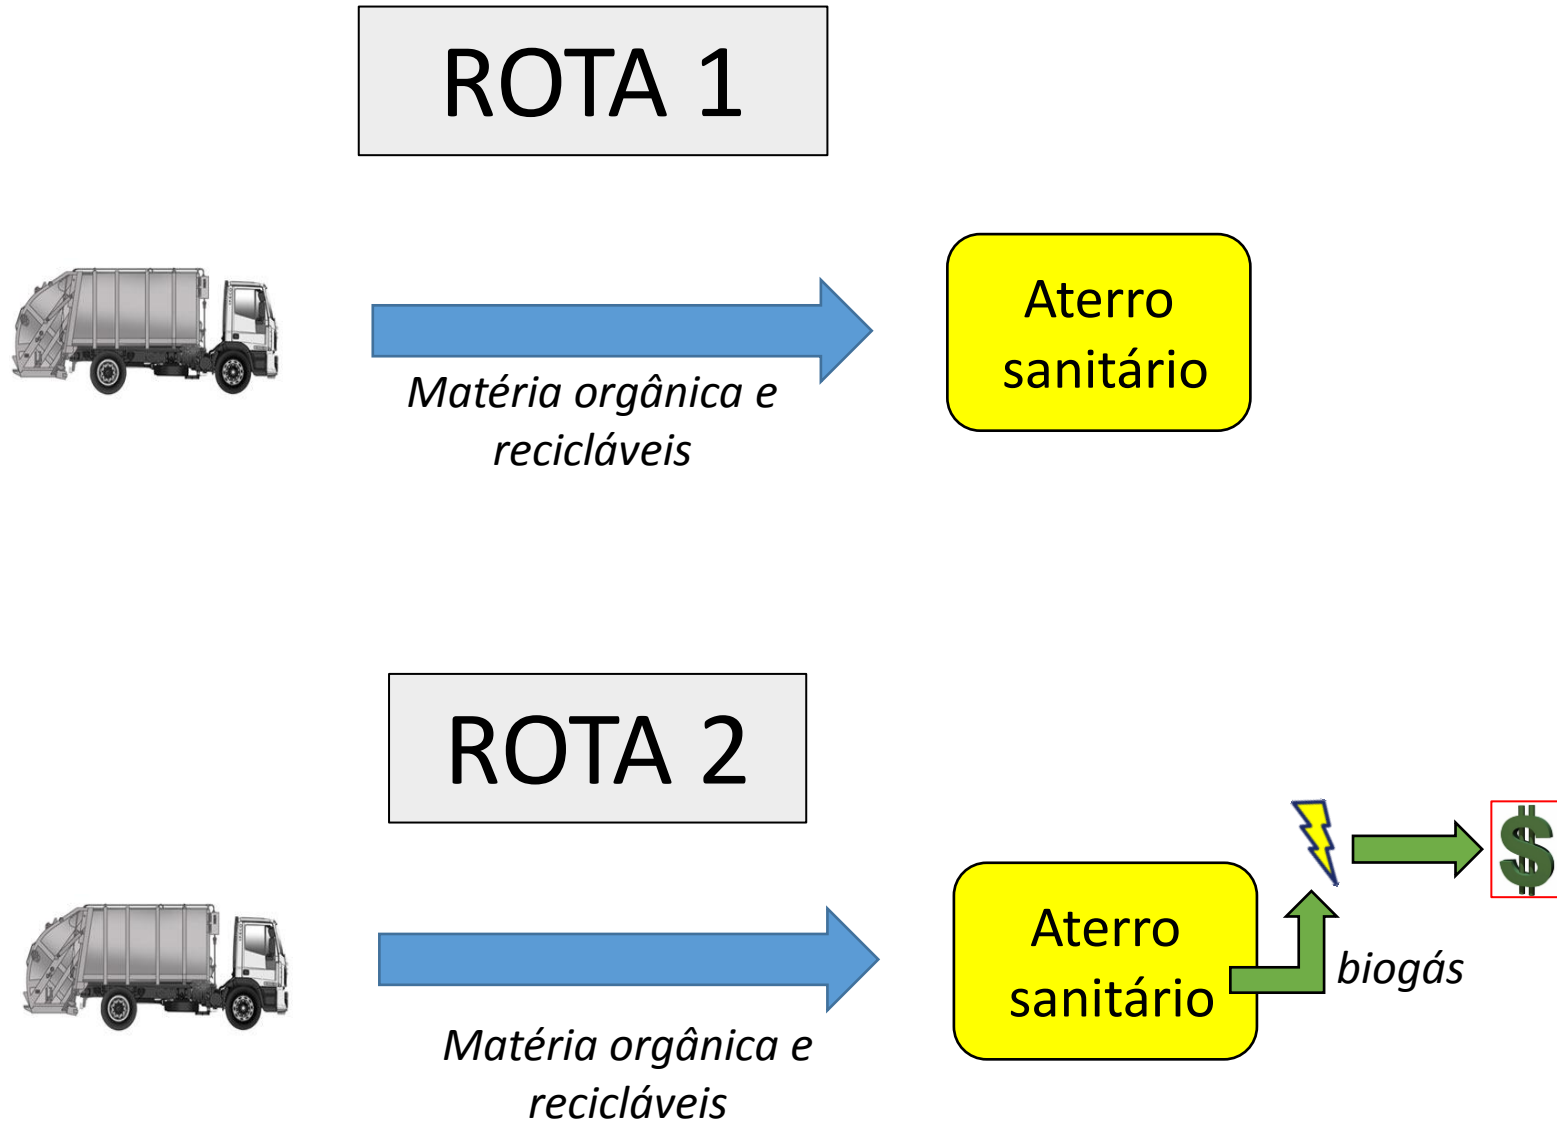 ROTA 1
Aterro
sanitário
Matéria orgânica e
recicláveis
ROTA 2
$
Aterro
sanitário
biogás
Matéria orgânica e
recicláveis